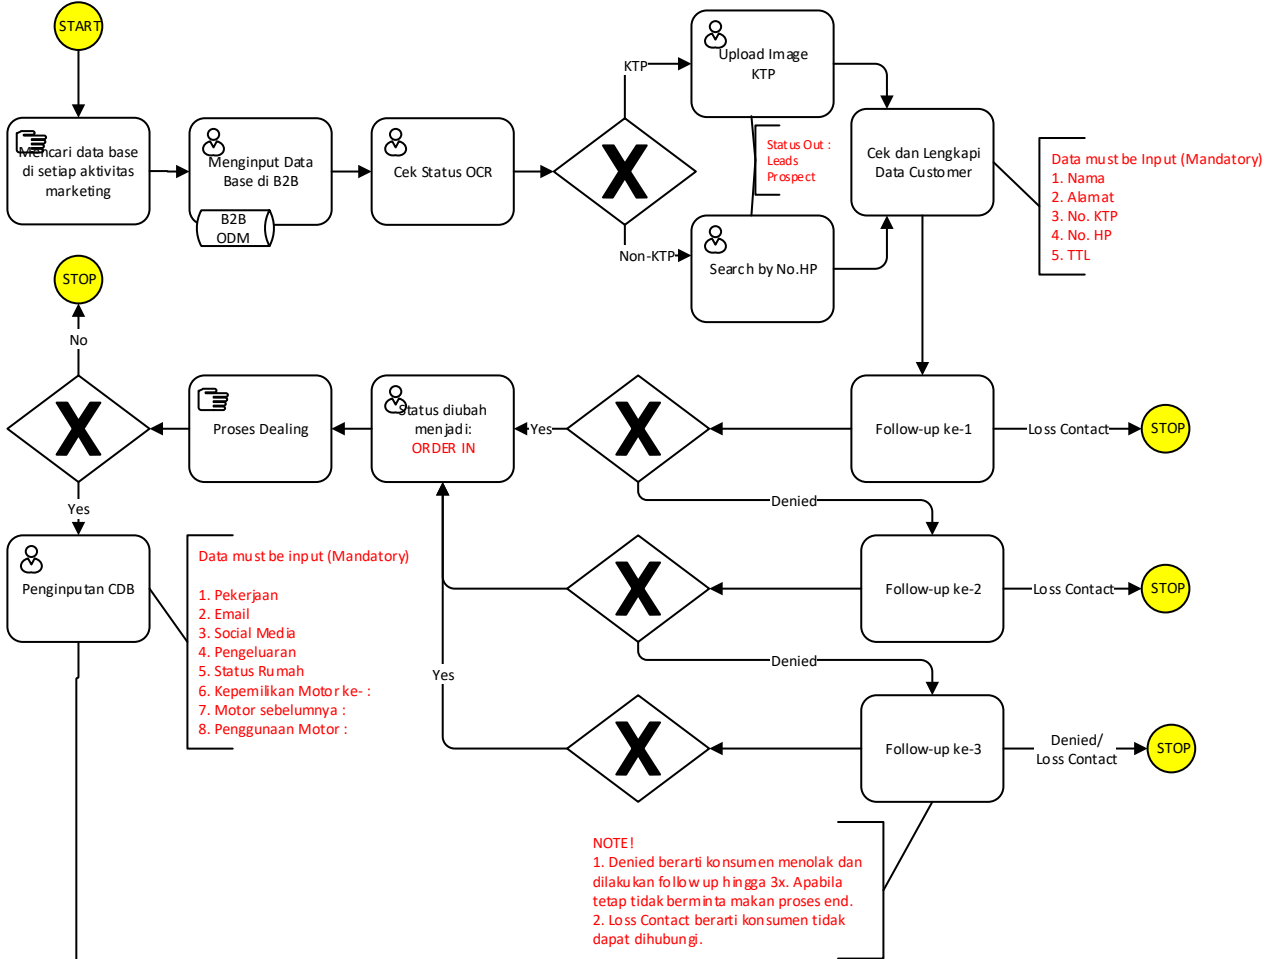 START
Mencari data base
di setiap aktivitas
marketing
Menginput Data
Base di B2B
B2B
ODM
Cek Status OCR
KTP
Non-KTP
Upload Image
KTP
Status Out :
Leads
Prospect
Search by No.HP
Cek dan Lengkapi
Data Customer
Data must be Input (Mandatory)
1. Nama
2. Alamat
3. No. KTP
4. No. HP
5. TTL
STOP
No
Yes
Proses Dealing
Status diubah
menjadi:
ORDER IN
Yes
Follow-up ke-1
Loss Contact
STOP
Denied
Penginputan CDB
Data must be input (Mandatory)
1. Pekerjaan
2. Email
3. Social Media
4. Pengeluaran
5. Status Rumah
6. Kepemilikan Motor ke- :
7. Motor sebelumnya :
8. Penggunaan Motor :
Follow-up ke-2
Loss Contact
STOP
Denied
Yes
Follow-up ke-3
Denied/
Loss Contact
STOP
NOTE!
1. Denied berarti konsumen menolak dan
dilakukan follow up hingga 3x. Apabila
tetap tidak berminta makan proses end.
2. Loss Contact berarti konsumen tidak
dapat dihubungi.